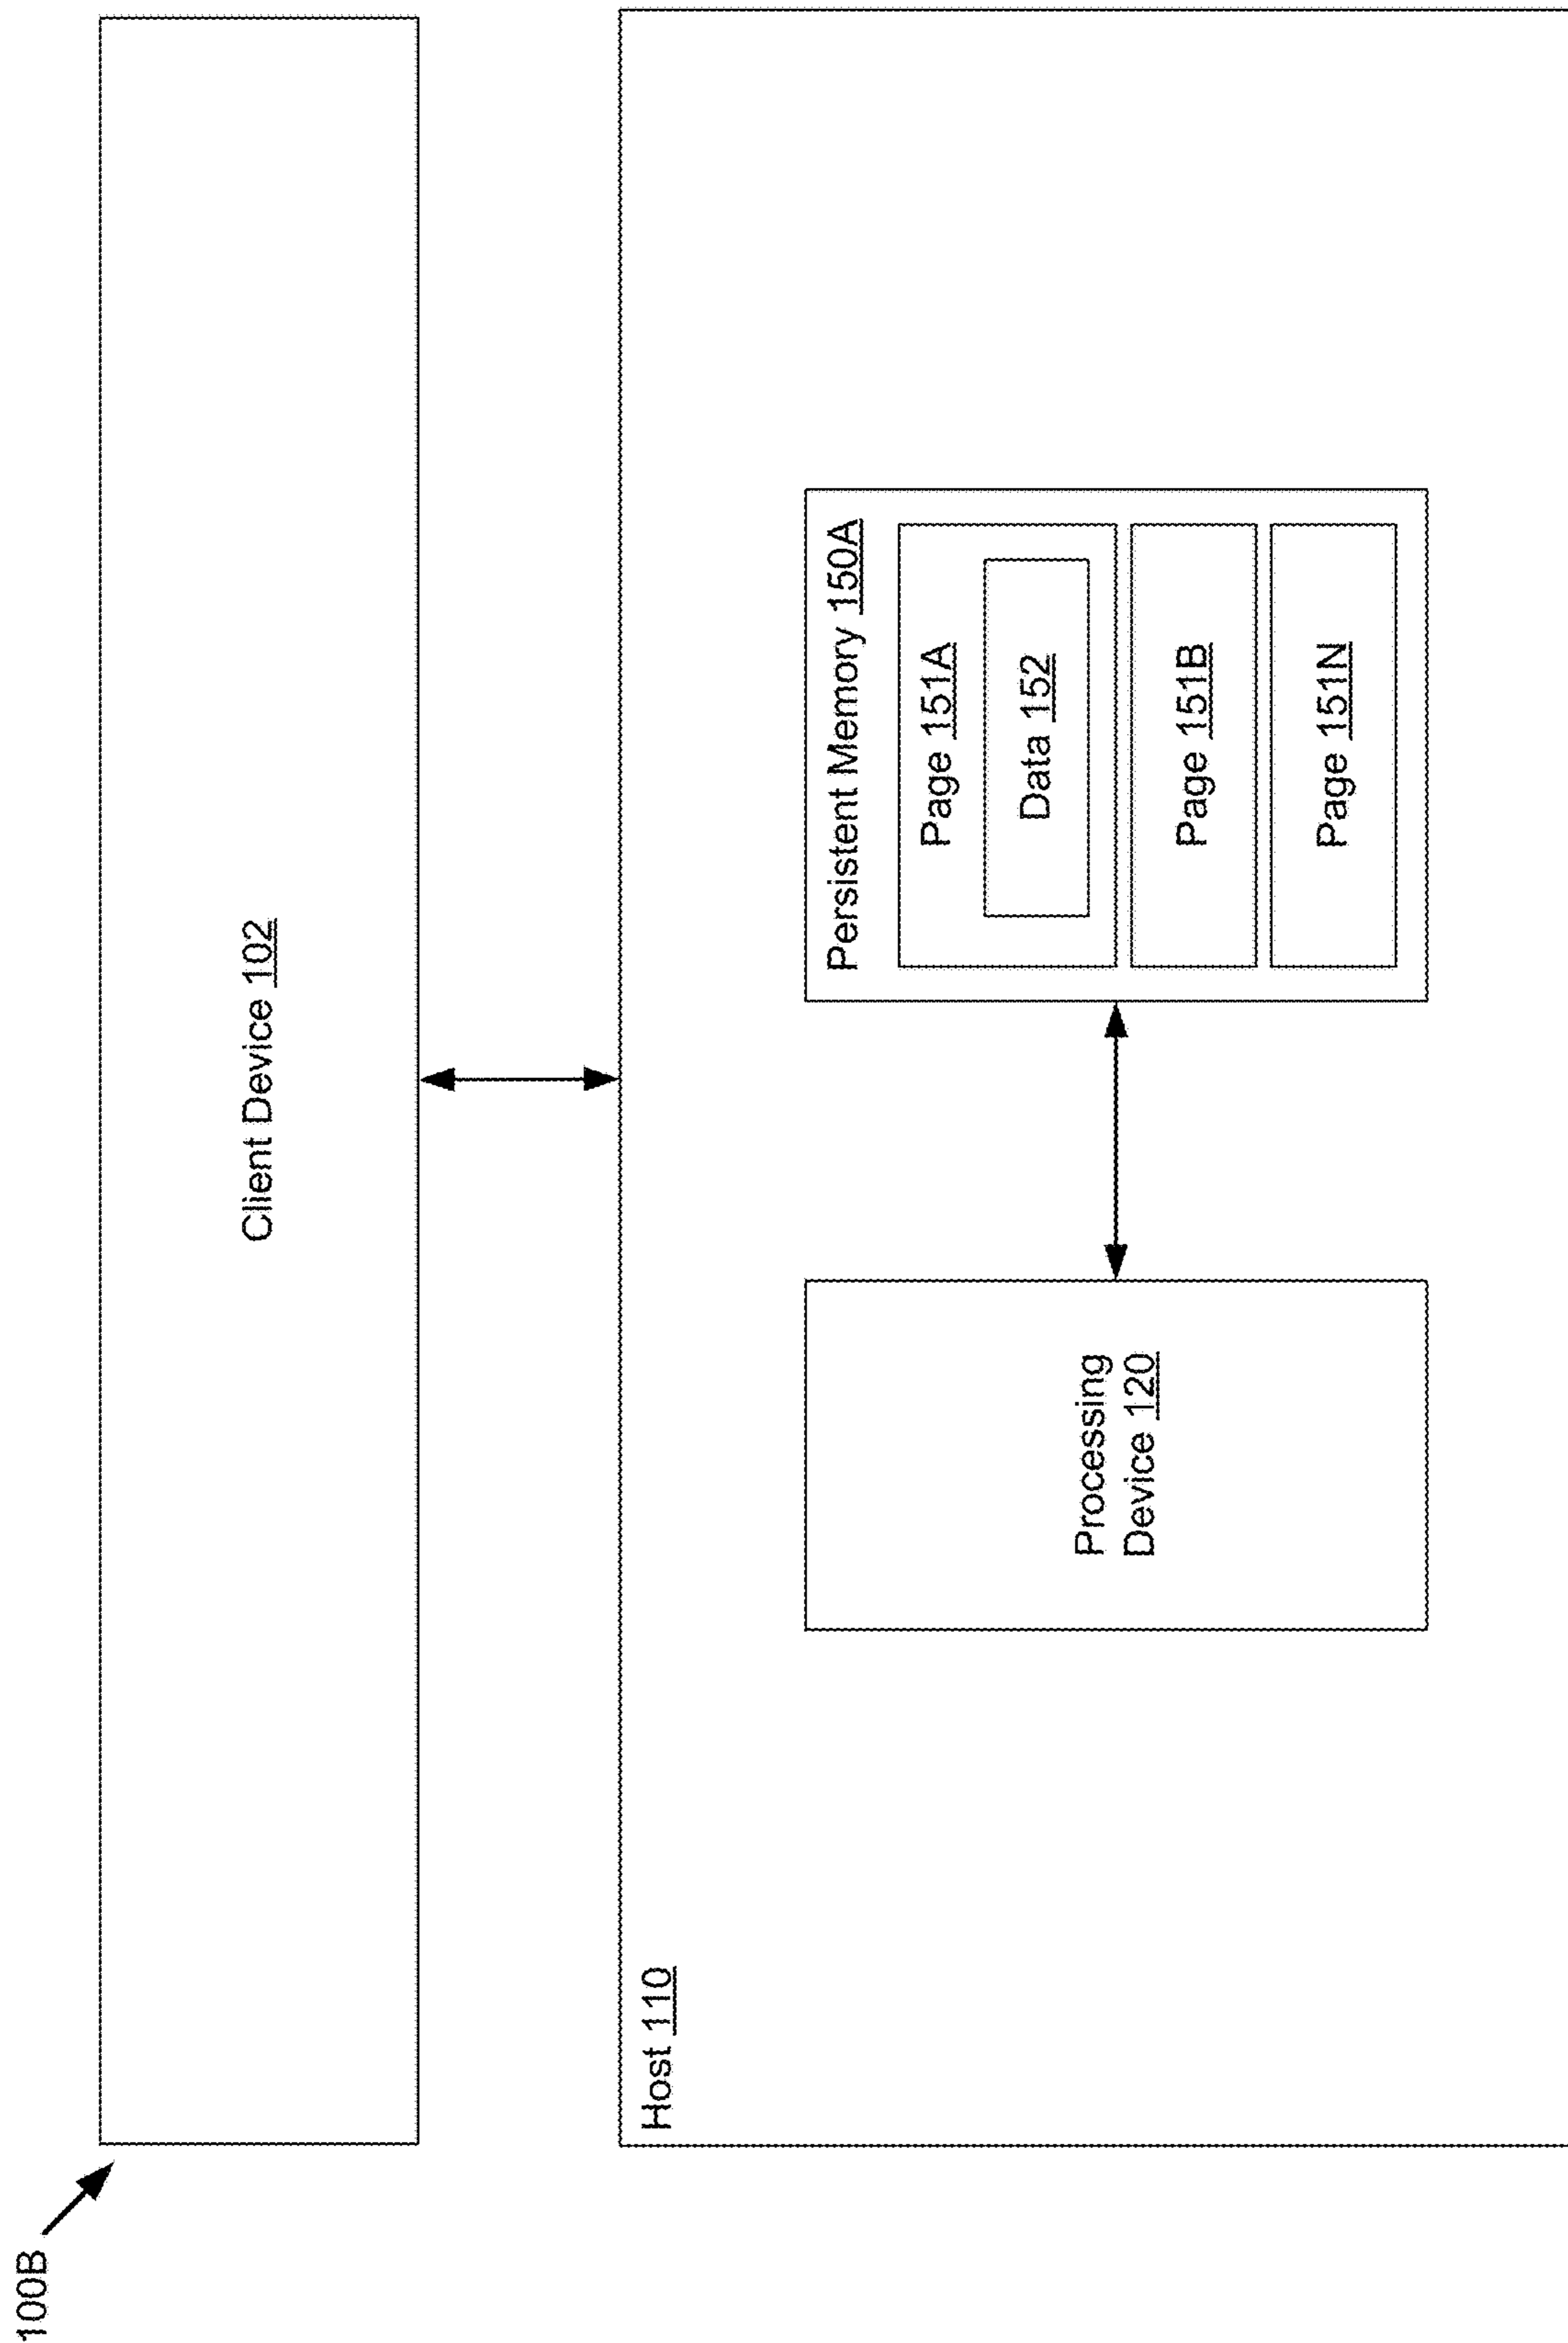 100B
Client Device 102
Host 110
Processing
Device 120
Persistent Memory 150A
Page 151A
Data 152
Page 151B
Page 151N